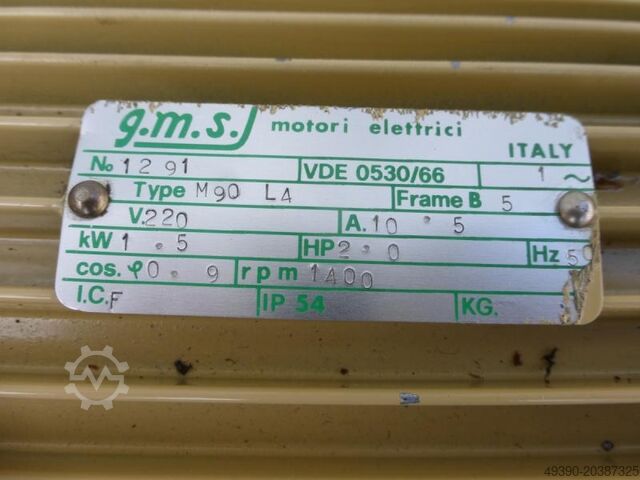 g.m.s. motori elettrici ITALY
No 1291 VDE 0530/66 1 ~
Type M90 L4 Frame B 5
V.220 A.10.5
kW 1.5 HP 2.0 Hz 50
cos.φ 0.9 rpm 1400
I.C.F IP 54 KG.
49390-20387325